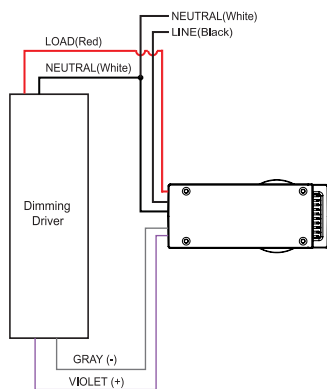 NEUTRAL(White)
LINE(Black)
LOAD(Red)
NEUTRAL(White)
Dimming
Driver
GRAY (-)
VIOLET (+)